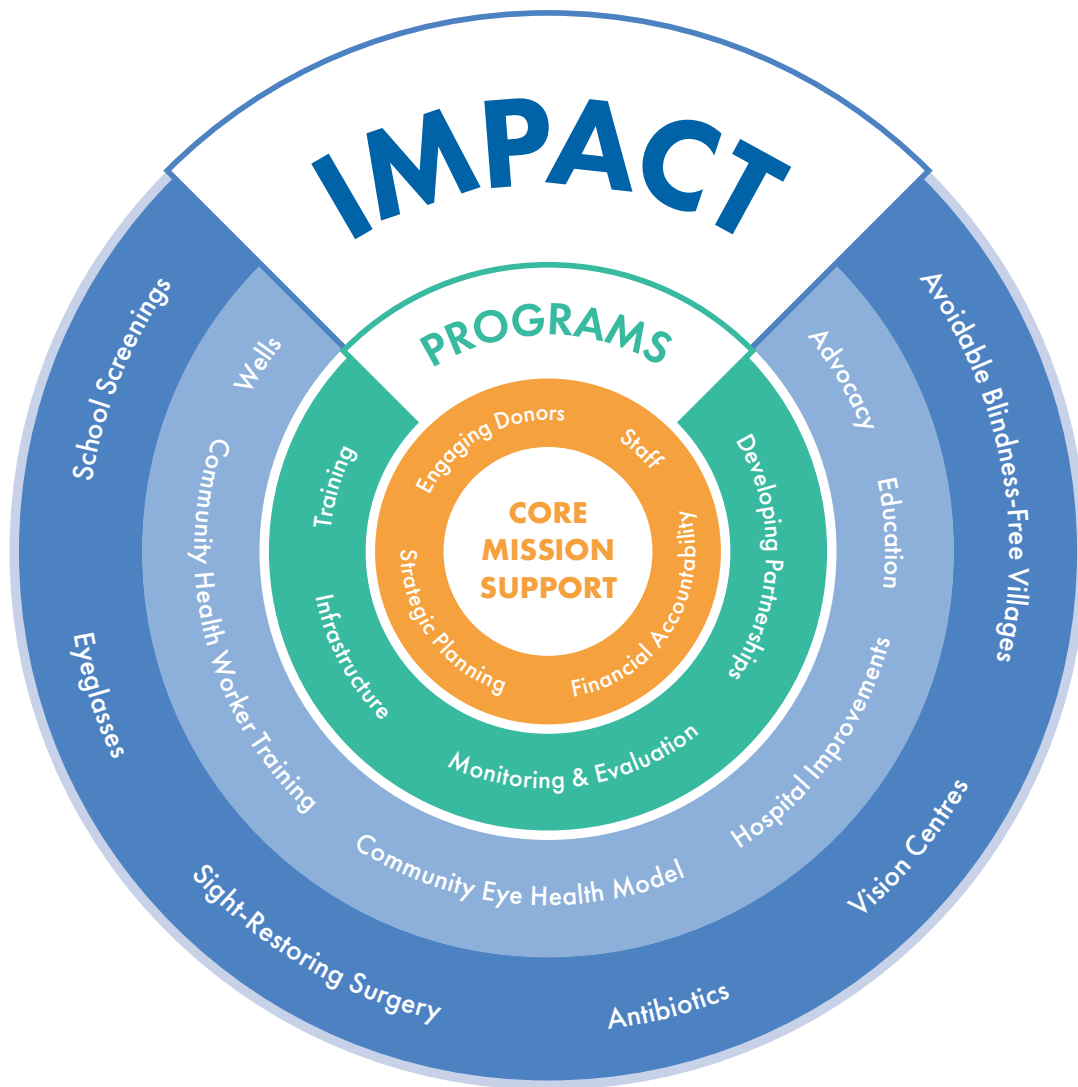 IMPACT
PROGRAMS
CORE
MISSION
SUPPORT
Engaging Donors
Staff
Financial Accountability
Strategic Planning
Training
Infrastructure
Monitoring & Evaluation
Developing Partnerships
Wells
Community Health Worker Training
Community Eye Health Model
Hospital Improvements
Education
Advocacy
School Screenings
Eyeglasses
Sight-Restoring Surgery
Antibiotics
Vision Centres
Avoidable Blindness-Free Villages